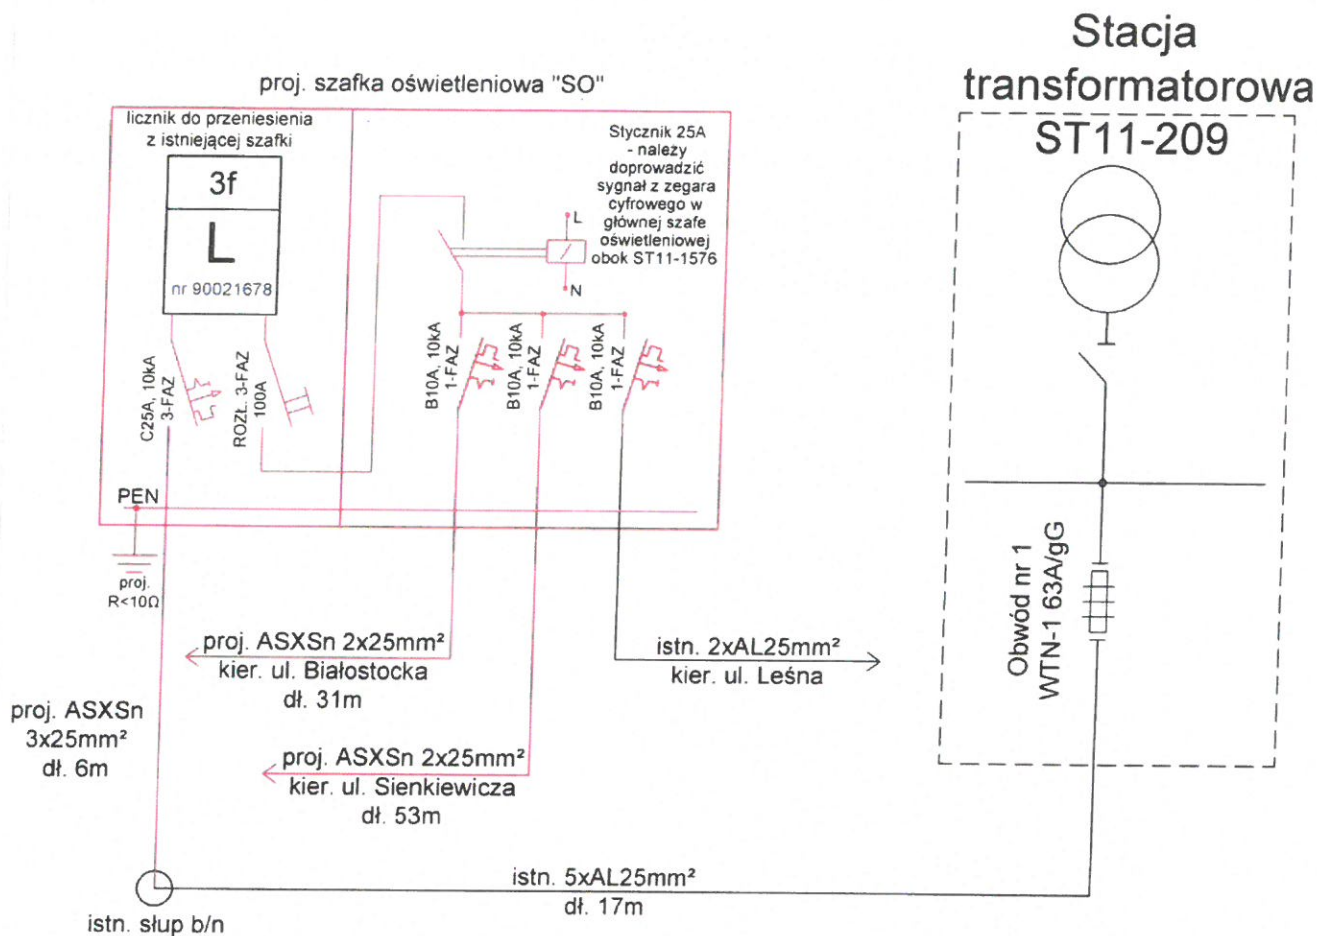 Stacja
transformatorowa
ST11-209
proj. szafka oświetleniowa "SO"
licznik do przeniesienia
z istniejącej szafki
3f
L
nr 90021678
Stycznik 25A
- należy
doprowadzić
sygnał z zegara
cyfrowego w
głównej szafe
oświetleniowej
obok ST11-1576
L
N
C25A, 10kA
3-FAZ
ROZŁ. 3-FAZ
100A
B10A, 10kA
1-FAZ
B10A, 10kA
1-FAZ
B10A, 10kA
1-FAZ
PEN
proj.
R<10Ω
Obwód nr 1
WTN-1 63A/gG
proj. ASXSn 2x25mm²
kier. ul. Białostocka
dł. 31m
istn. 2xAL25mm²
kier. ul. Leśna
proj. ASXSn
3x25mm²
dł. 6m
proj. ASXSn 2x25mm²
kier. ul. Sienkiewicza
dł. 53m
istn. 5xAL25mm²
dł. 17m
istn. słup b/n